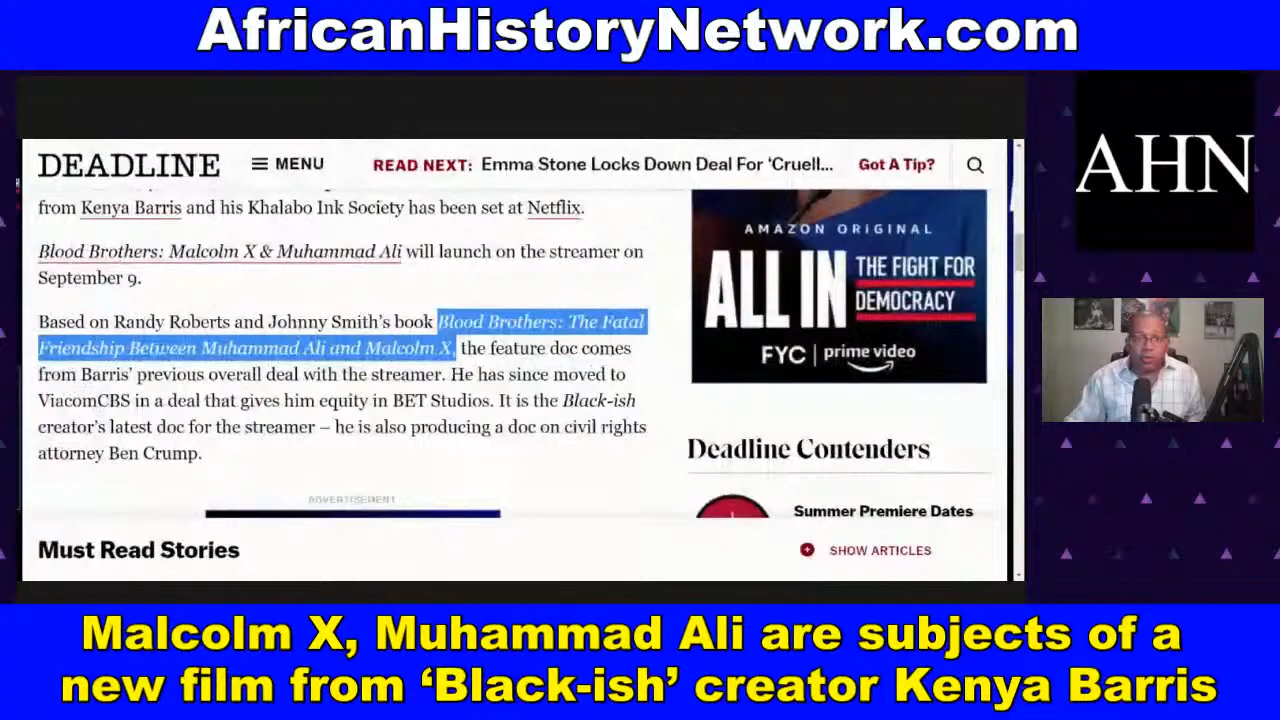 AfricanHistoryNetwork.com
DEADLINE
MENU
READ NEXT: Emma Stone Locks Down Deal For ‘Cruell...
Got A Tip?
AHN
from Kenya Barris and his Khalabo Ink Society has been set at Netflix.
Blood Brothers: Malcolm X & Muhammad Ali will launch on the streamer on
September 9.
Based on Randy Roberts and Johnny Smith’s book Blood Brothers: The Fatal
Friendship Between Muhammad Ali and Malcolm X, the feature doc comes
from Barris’ previous overall deal with the streamer. He has since moved to
ViacomCBS in a deal that gives him equity in BET Studios. It is the Black-ish
creator’s latest doc for the streamer – he is also producing a doc on civil rights
attorney Ben Crump.
ADVERTISEMENT
Must Read Stories
AMAZON ORIGINAL
ALL IN THE FIGHT FOR
DEMOCRACY
FYC | prime video
Deadline Contenders
Summer Premiere Dates
SHOW ARTICLES
Malcolm X, Muhammad Ali are subjects of a
new film from ‘Black-ish’ creator Kenya Barris